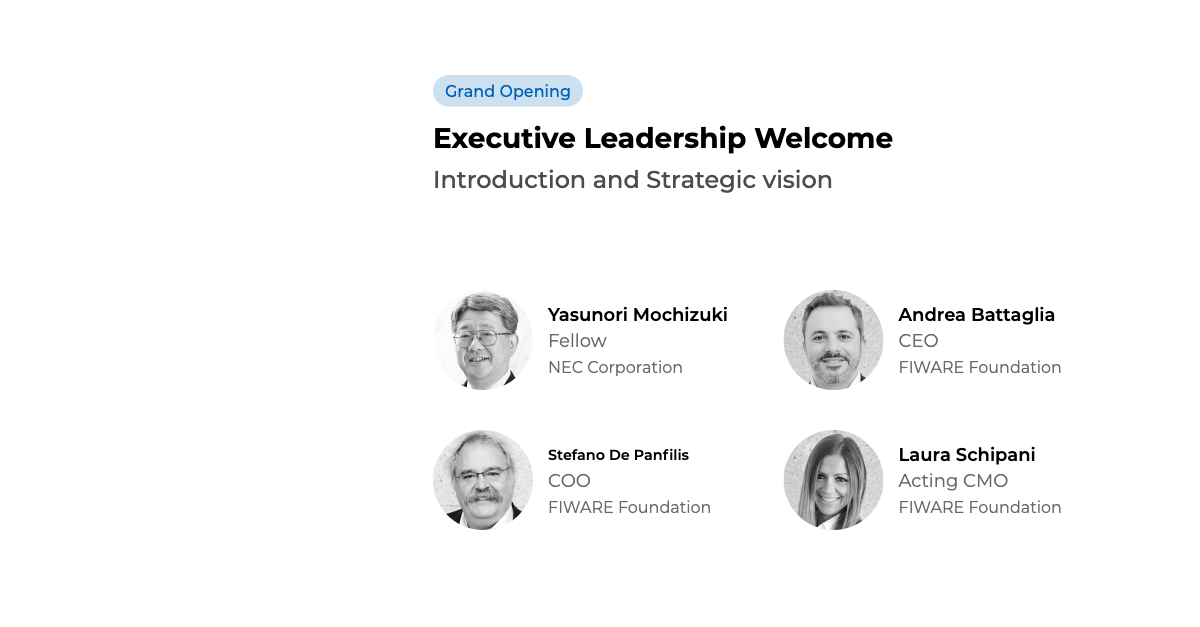 Grand Opening
Executive Leadership Welcome
Introduction and Strategic vision
Yasunori Mochizuki
Fellow
NEC Corporation
Andrea Battaglia
CEO
FIWARE Foundation
Stefano De Panfilis
COO
FIWARE Foundation
Laura Schipani
Acting CMO
FIWARE Foundation